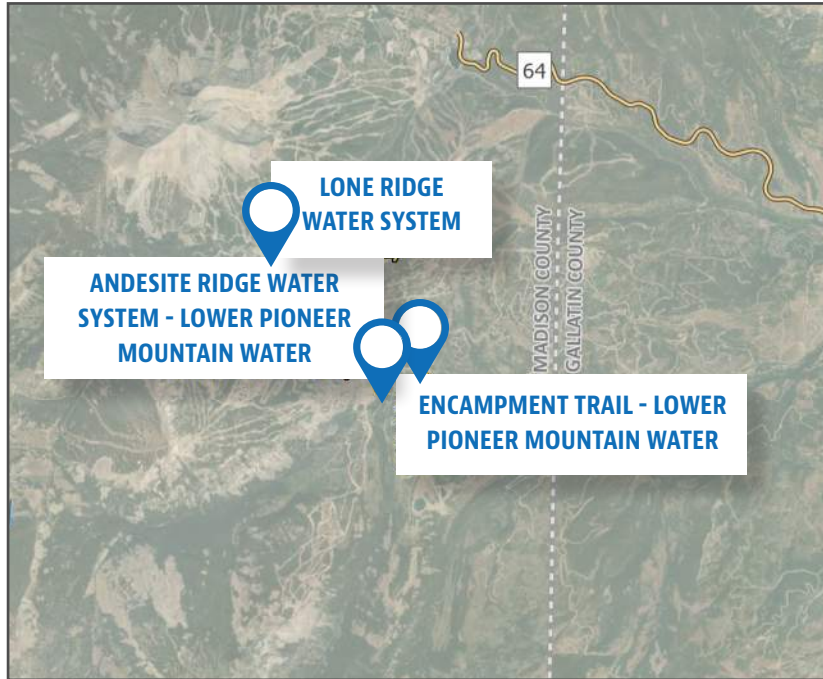 64
LONE RIDGE
WATER SYSTEM
ANDESITE RIDGE WATER
SYSTEM - LOWER PIONEER
MOUNTAIN WATER
MADISON COUNTY
GALLATIN COUNTY
ENCAMPMENT TRAIL - LOWER
PIONEER MOUNTAIN WATER